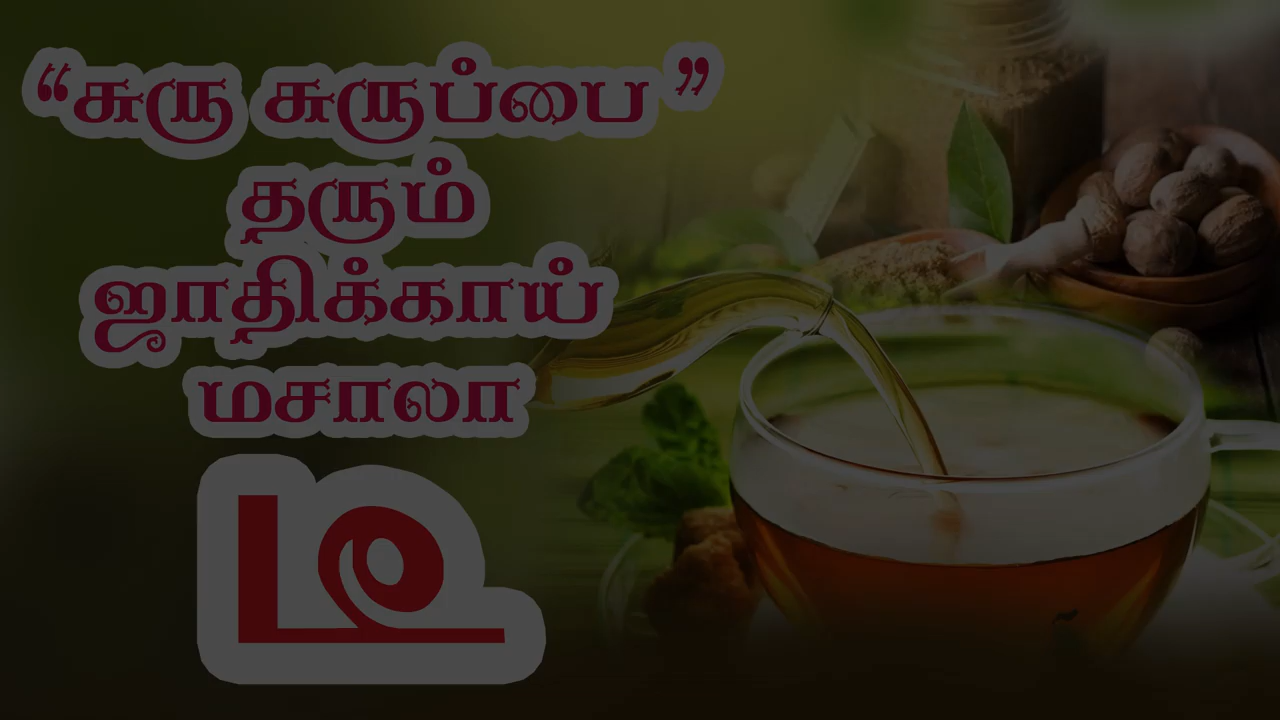 “சுரு சுருப்பை ”
தரும்
ஜாதிக்காய்
மசாலா
டீ